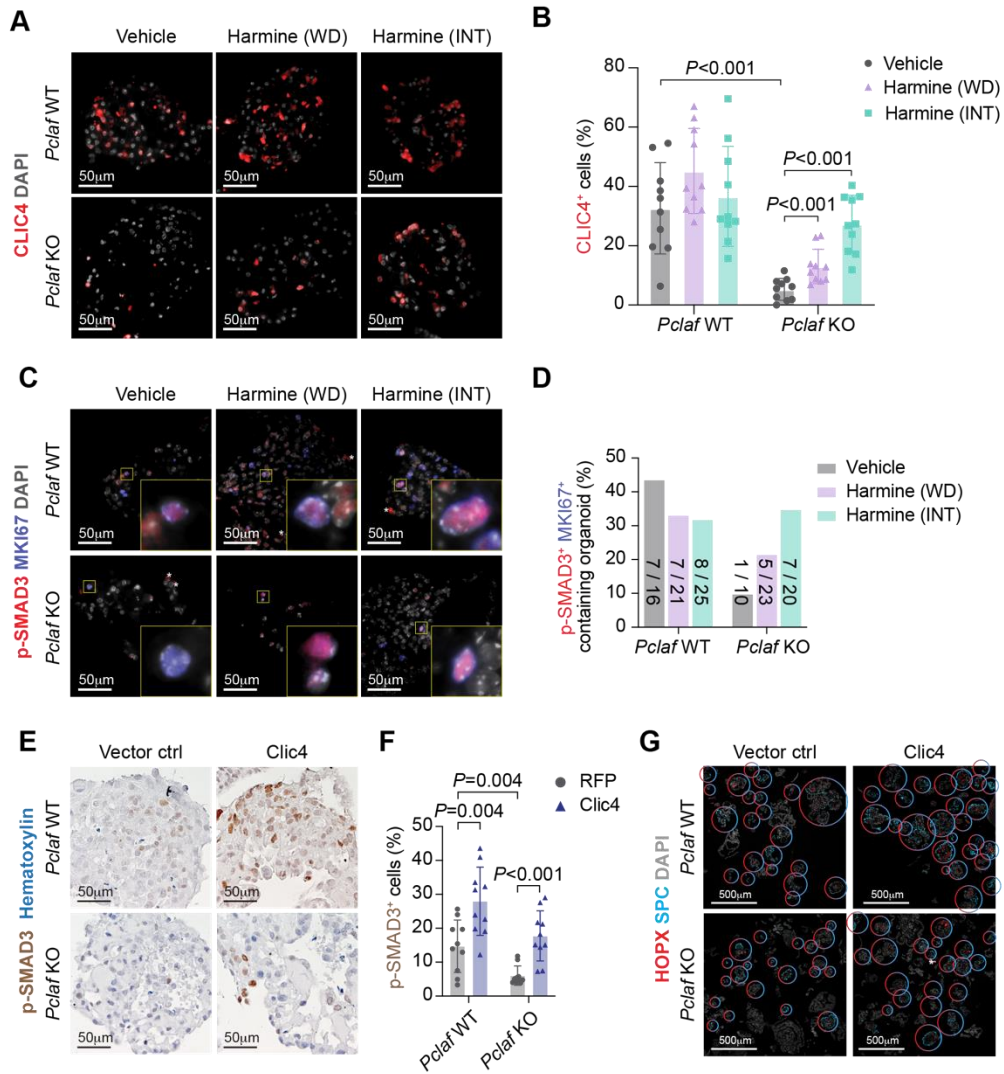 A
Vehicle
Harmine (WD)
Harmine (INT)
CLIC4 DAPI
Pclaf WT
50μm
50μm
50μm
Pclaf KO
50μm
50μm
50μm
B
CLIC4+ cells (%)
80
60
40
20
0
P<0.001
P<0.001
P<0.001
Vehicle
Harmine (WD)
Harmine (INT)
Pclaf WT
Pclaf KO
C
Vehicle
Harmine (WD)
Harmine (INT)
p-SMAD3 MKI67 DAPI
Pclaf WT
50μm
50μm
50μm
Pclaf KO
50μm
50μm
50μm
D
p-SMAD3+ MKI67+
containing organoid (%)
50
40
30
20
10
0
7 / 16
7 / 21
8 / 25
1 / 10
5 / 23
7 / 20
Vehicle
Harmine (WD)
Harmine (INT)
Pclaf WT
Pclaf KO
E
Vector ctrl
Clic4
p-SMAD3 Hematoxylin
Pclaf WT
50μm
50μm
Pclaf KO
50μm
50μm
F
RFP
Clic4
P=0.004
P=0.004
P<0.001
p-SMAD3+ cells (%)
50
40
30
20
10
0
Pclaf WT
Pclaf KO
G
Vector ctrl
Clic4
HOPX SPC DAPI
Pclaf WT
500μm
500μm
Pclaf KO
500μm
500μm